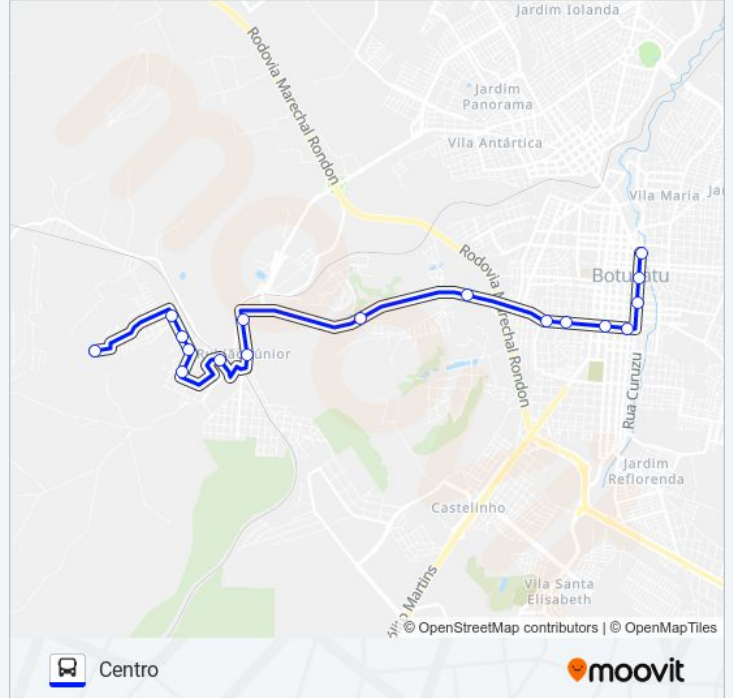 Jardim Iolanda
Rodovia Marechal Rondon
Jardim
Panorama
Vila Antártica
Vila Maria
Rodovia Marechal Rondon
Rua Curuzu
Jardim
Reflorenda
Castelinho
Vila Santa
Elisabeth
Martins
© OpenStreetMap contributors | © OpenMapTiles
Centro
moovit